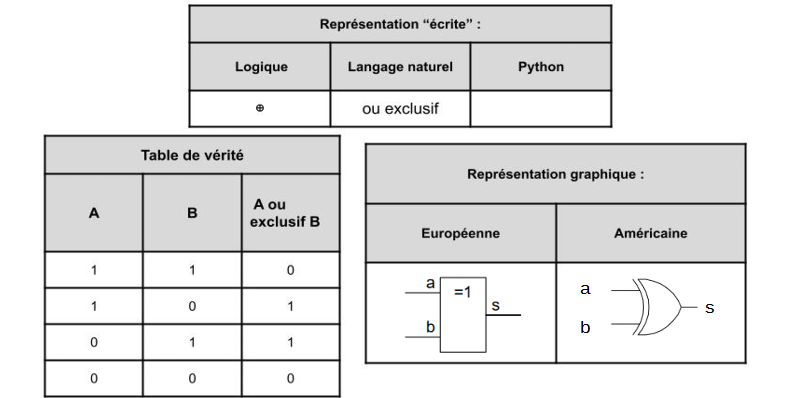 Représentation “écrite” :
Logique Langage naturel Python
⊕ ou exclusif
Table de vérité
A B A ou exclusif B
1 1 0
1 0 1
0 1 1
0 0 0
Représentation graphique :
Européenne Américaine
a =1 s b
a b s